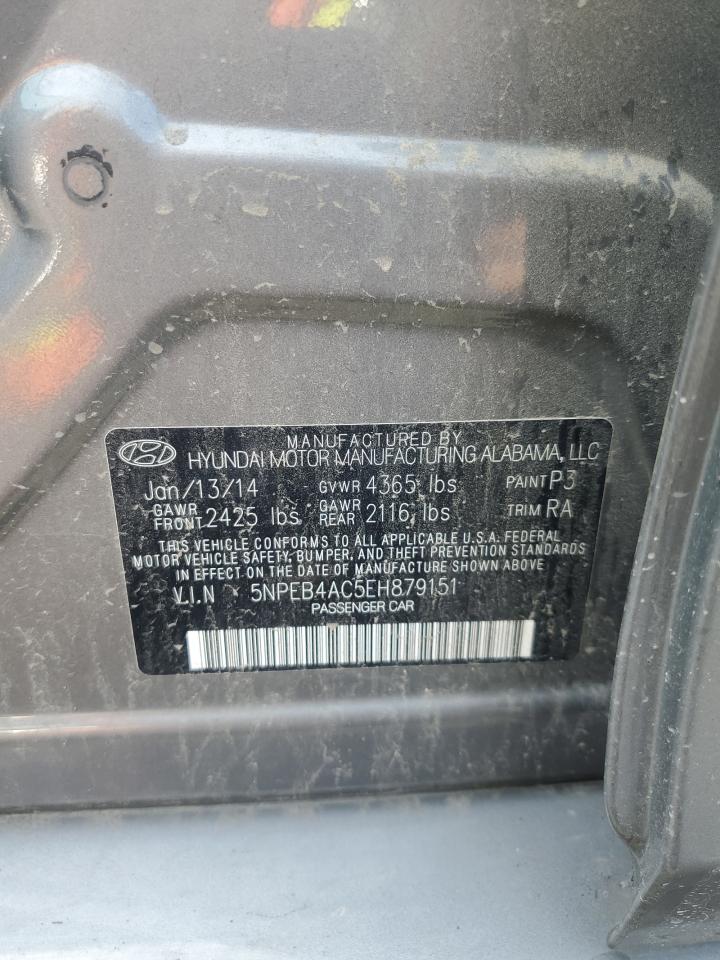 MANUFACTURED BY
HYUNDAI MOTOR MANUFACTURING ALABAMA, LLC
Jan/13/14 GVWR 4365 lbs PAINT P3
GAWR FRONT 2425 lbs GAWR REAR 2116 lbs TRIM RA
THIS VEHICLE CONFORMS TO ALL APPLICABLE U.S.A. FEDERAL
MOTOR VEHICLE SAFETY, BUMPER, AND THEFT PREVENTION STANDARDS
IN EFFECT ON THE DATE OF MANUFACTURE SHOWN ABOVE.
V.I.N 5NPEB4AC5EH879151
PASSENGER CAR